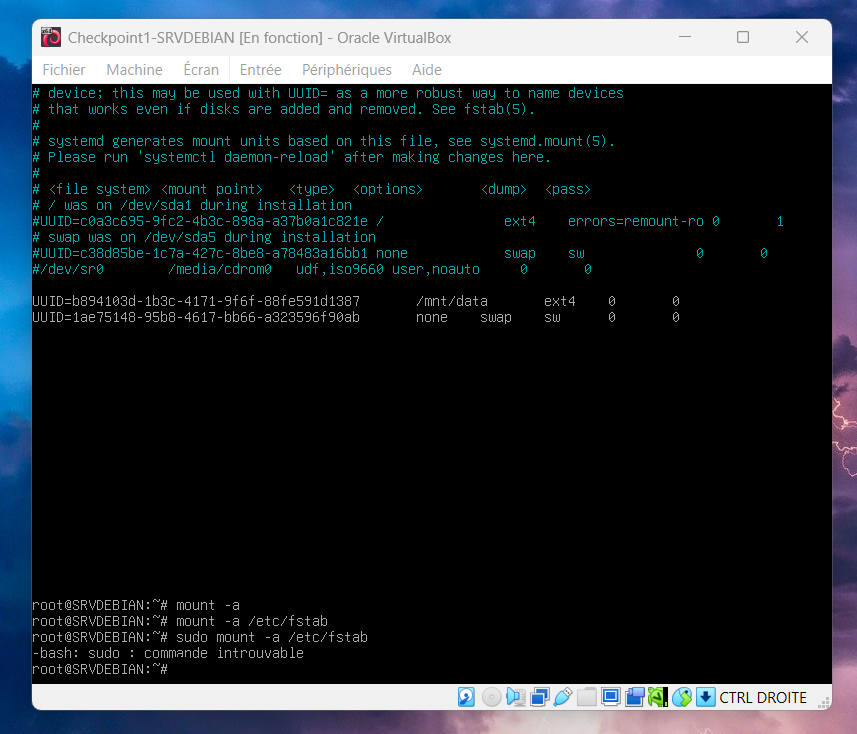 Checkpoint1-SRVDEBIAN [En fonction] - Oracle VirtualBox
Fichier Machine Écran Entrée Périphériques Aide
# device; this may be used with UUID= as a more robust way to name devices
# that works even if disks are added and removed. See fstab(5).
#
# systemd generates mount units based on this file, see systemd.mount(5).
# Please run 'systemctl daemon-reload' after making changes here.
#
# <file system> <mount point>   <type>  <options>       <dump>  <pass>
# / was on /dev/sda1 during installation
#UUID=c0a3c695-9fc2-4b3c-898a-a37b0a1c821e /               ext4    errors=remount-ro 0       1
# swap was on /dev/sda5 during installation
#UUID=c38d85be-1c7a-427c-8be8-a78483a16bb1 none            swap    sw              0       0
#/dev/sr0        /media/cdrom0   udf,iso9660 user,noauto     0       0
UUID=b894103d-1b3c-4171-9f6f-88fe591d1387       /mnt/data       ext4    0       0
UUID=1ae75148-95b8-4617-bb66-a323596f90ab       none    swap    sw      0       0
root@SRVDEBIAN:~# mount -a
root@SRVDEBIAN:~# mount -a /etc/fstab
root@SRVDEBIAN:~# sudo mount -a /etc/fstab
-bash: sudo : commande introuvable
root@SRVDEBIAN:~#
CTRL DROITE